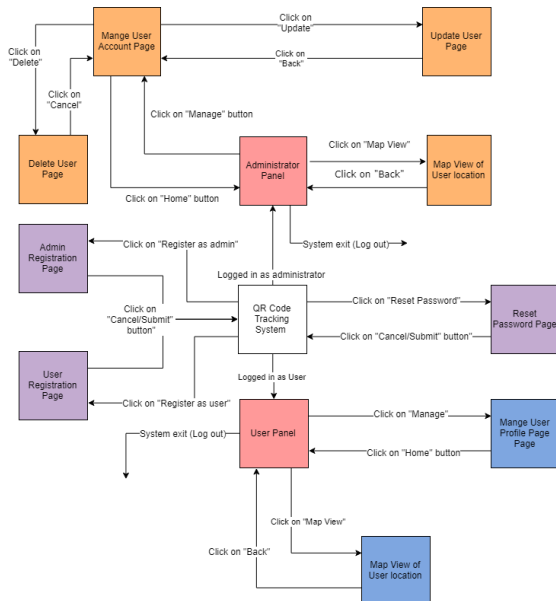 Click on
"Delete"
Mange User
Account Page
Click on
"Update"
Update User
Page
Click on
"Back"
Click on
"Cancel"
Click on "Manage" button
Delete User
Page
Administrator
Panel
Click on "Map View"
Click on "Back"
Map View of
User location
Click on "Home" button
Admin
Registration
Page
Click on "Register as admin"
System exit (Log out)
Logged in as administrator
Click on
"Cancel/Submit"
button"
QR Code
Tracking
System
Click on "Reset Password"
Click on "Cancel/Submit" button"
Reset
Password Page
User
Registration
Page
Click on "Register as user"
Logged in as User
System exit (Log out)
User Panel
Click on "Manage"
Click on "Home" button
Mange User
Profile Page
Page
Click on "Map View"
Click on "Back"
Map View of
User location